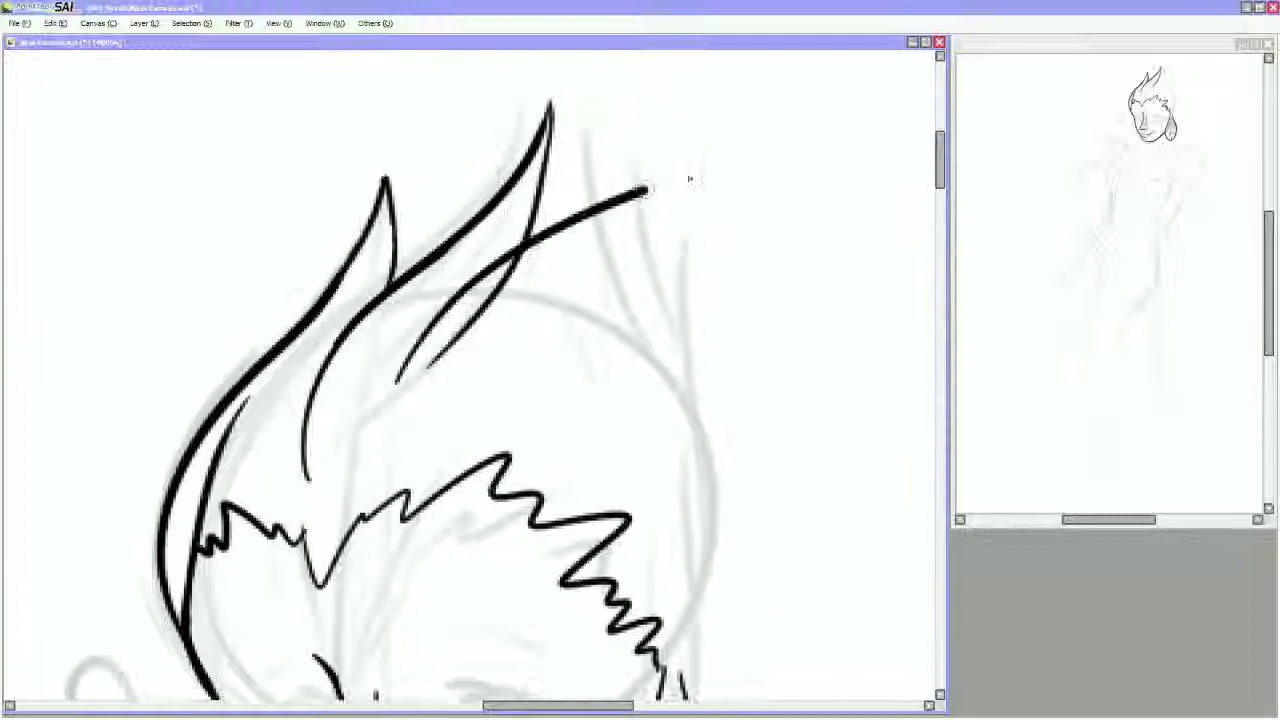 SAI
File (F) Edit (E) Canvas (C) Layer (L) Selection (S) Filter (T) View (V) Window (W) Others (O)